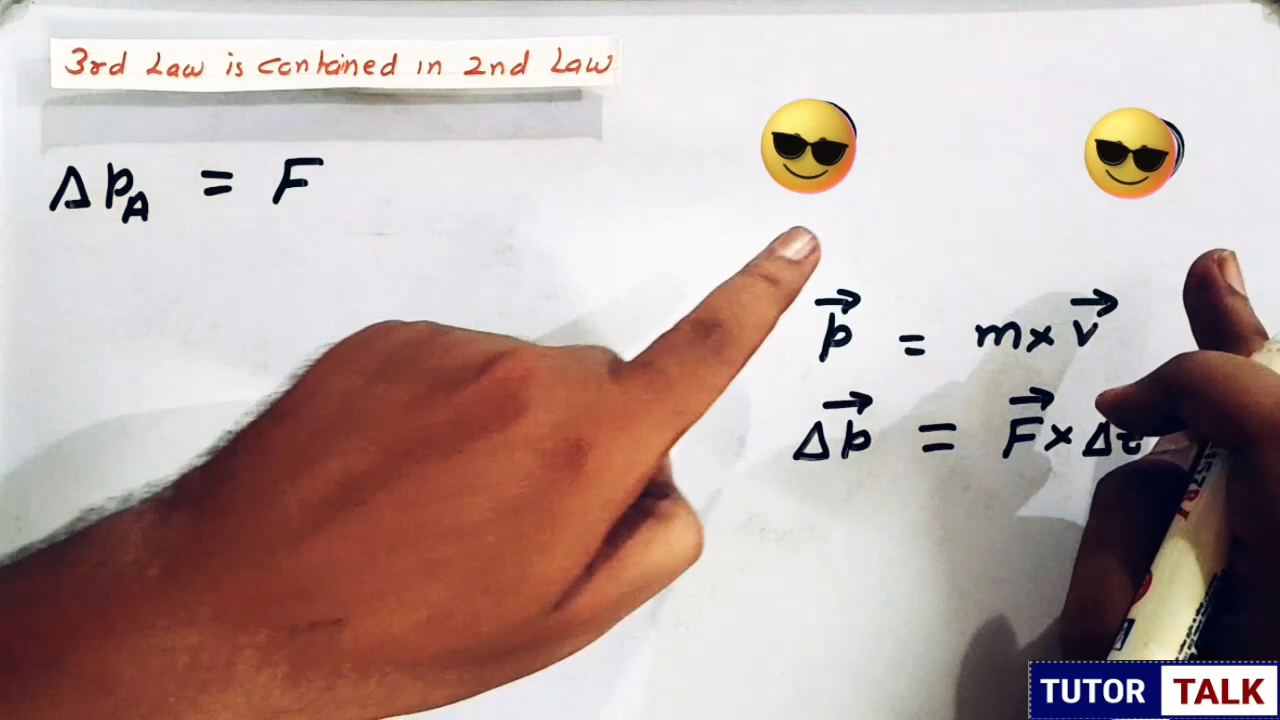 3rd Law is contained in 2nd Law
Δp_A = F
p⃗ = m×v⃗
Δp⃗ = F⃗×Δt
TUTOR TALK